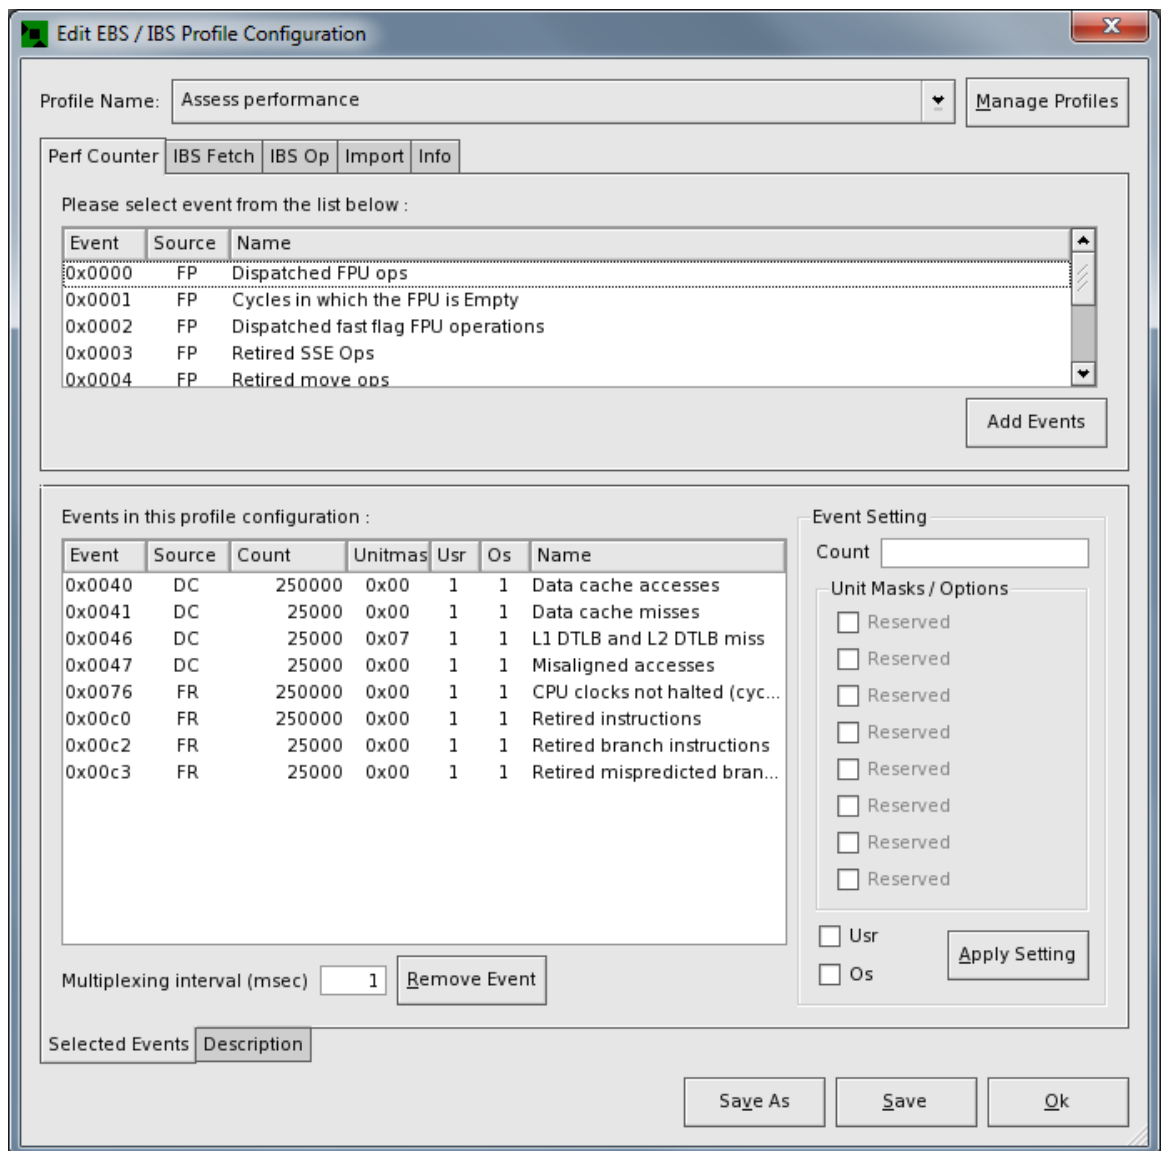 Edit EBS / IBS Profile Configuration
Profile Name: Assess performance Manage Profiles
Perf Counter IBS Fetch IBS Op Import Info
Please select event from the list below :
Event Source Name
0x0000 FP Dispatched FPU ops
0x0001 FP Cycles in which the FPU is Empty
0x0002 FP Dispatched fast flag FPU operations
0x0003 FP Retired SSE Ops
0x0004 FP Retired move ops
Add Events
Events in this profile configuration :
Event Source Count Unitmas Usr Os Name
0x0040 DC 250000 0x00 1 1 Data cache accesses
0x0041 DC 25000 0x00 1 1 Data cache misses
0x0046 DC 25000 0x07 1 1 L1 DTLB and L2 DTLB miss
0x0047 DC 25000 0x00 1 1 Misaligned accesses
0x0076 FR 250000 0x00 1 1 CPU clocks not halted (cyc...
0x00c0 FR 250000 0x00 1 1 Retired instructions
0x00c2 FR 25000 0x00 1 1 Retired branch instructions
0x00c3 FR 25000 0x00 1 1 Retired mispredicted bran...
Multiplexing interval (msec) 1 Remove Event
Event Setting
Count
Unit Masks / Options
Reserved
Reserved
Reserved
Reserved
Reserved
Reserved
Reserved
Reserved
Usr
Os
Apply Setting
Selected Events Description
Save As Save Ok